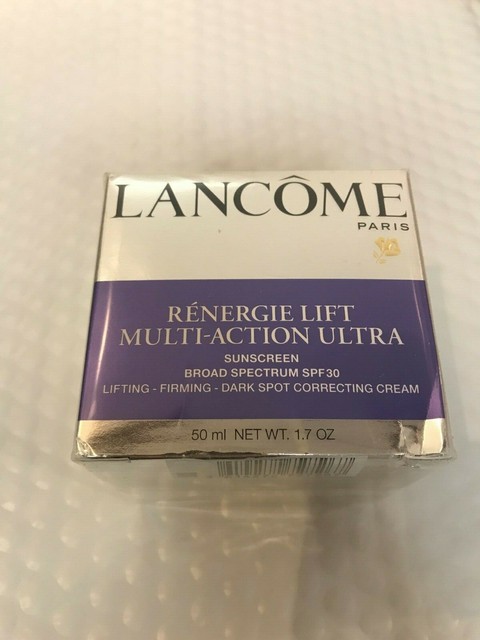 LANCÔME
PARIS
RÉNERGIE LIFT
MULTI-ACTION ULTRA
SUNSCREEN
BROAD SPECTRUM SPF30
LIFTING - FIRMING - DARK SPOT CORRECTING CREAM
50 ml NET WT. 1.7 OZ